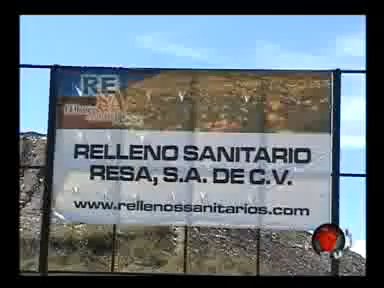 RE
RELLENO SANITARIO
RESA, S.A. DE C.V.
www.rellenossanitarios.com